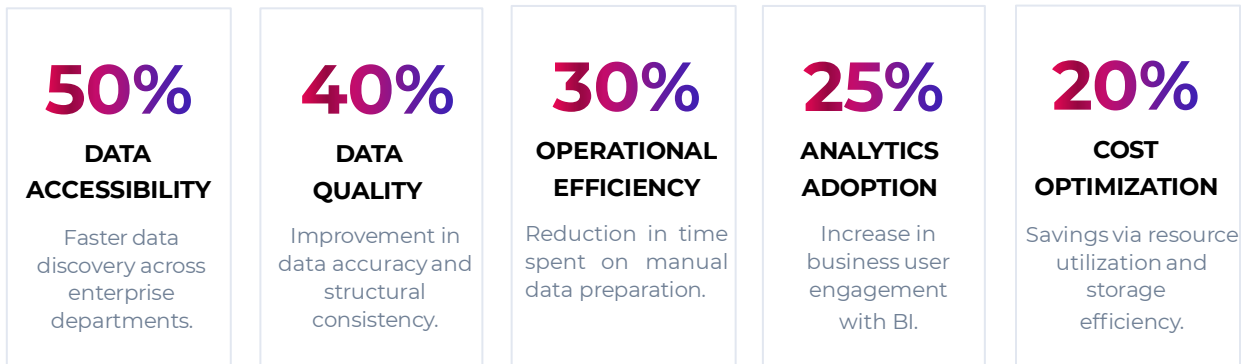 50%
DATA
ACCESSIBILITY
Faster data
discovery across
enterprise
departments.
40%
DATA
QUALITY
Improvement in
data accuracy and
structural
consistency.
30%
OPERATIONAL
EFFICIENCY
Reduction in time
spent on manual
data preparation.
25%
ANALYTICS
ADOPTION
Increase in
business user
engagement
with BI.
20%
COST
OPTIMIZATION
Savings via resource
utilization and
storage
efficiency.